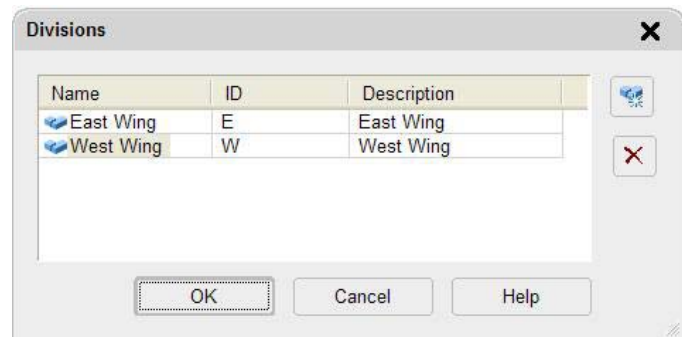 Divisions
Name ID Description
East Wing E East Wing
West Wing W West Wing
OK Cancel Help